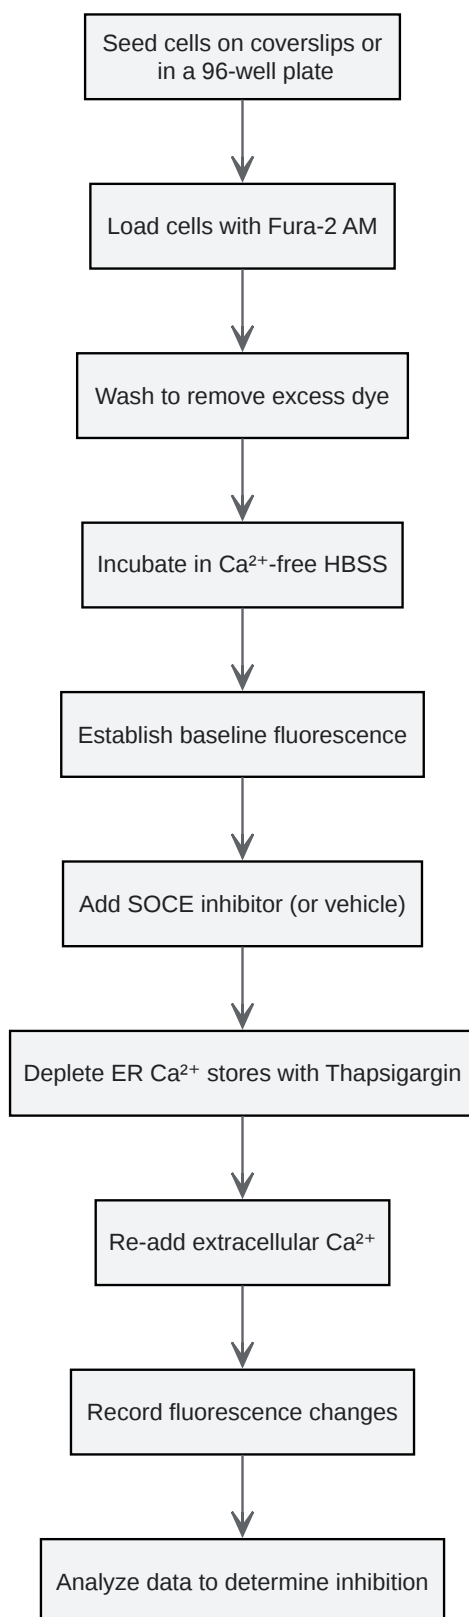 Seed cells on coverslips or
in a 96-well plate
Load cells with Fura-2 AM
Wash to remove excess dye
Incubate in Ca²⁺-free HBSS
Establish baseline fluorescence
Add SOCE inhibitor (or vehicle)
Deplete ER Ca²⁺ stores with Thapsigargin
Re-add extracellular Ca²⁺
Record fluorescence changes
Analyze data to determine inhibition